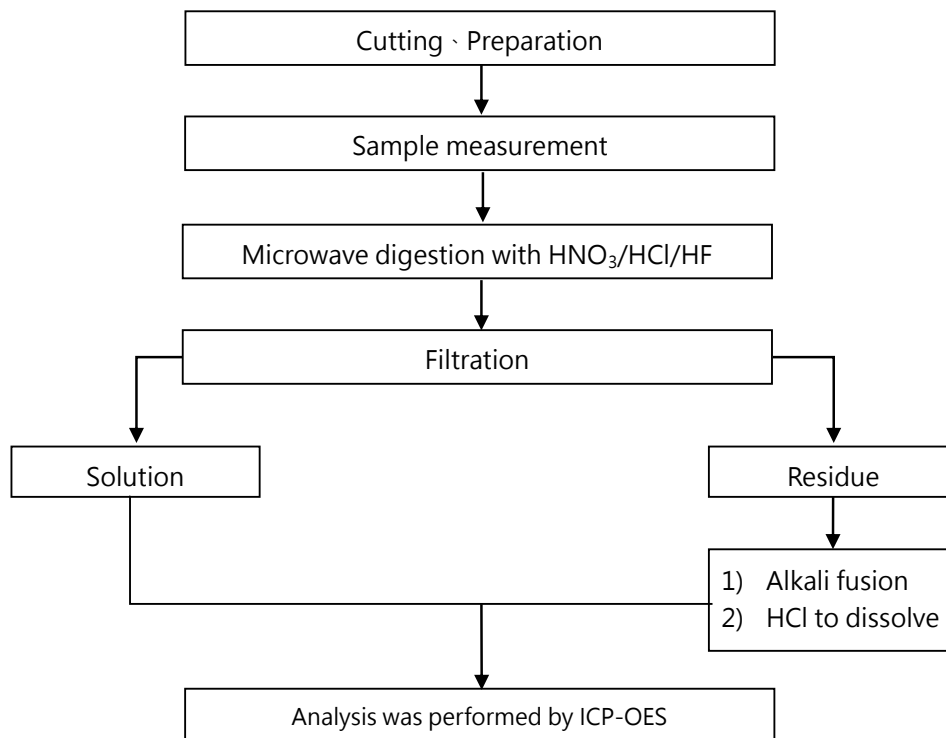 Cutting、Preparation
Sample measurement
Microwave digestion with HNO₃/HCl/HF
Filtration
Solution
Residue
1) Alkali fusion
2) HCl to dissolve
Analysis was performed by ICP-OES